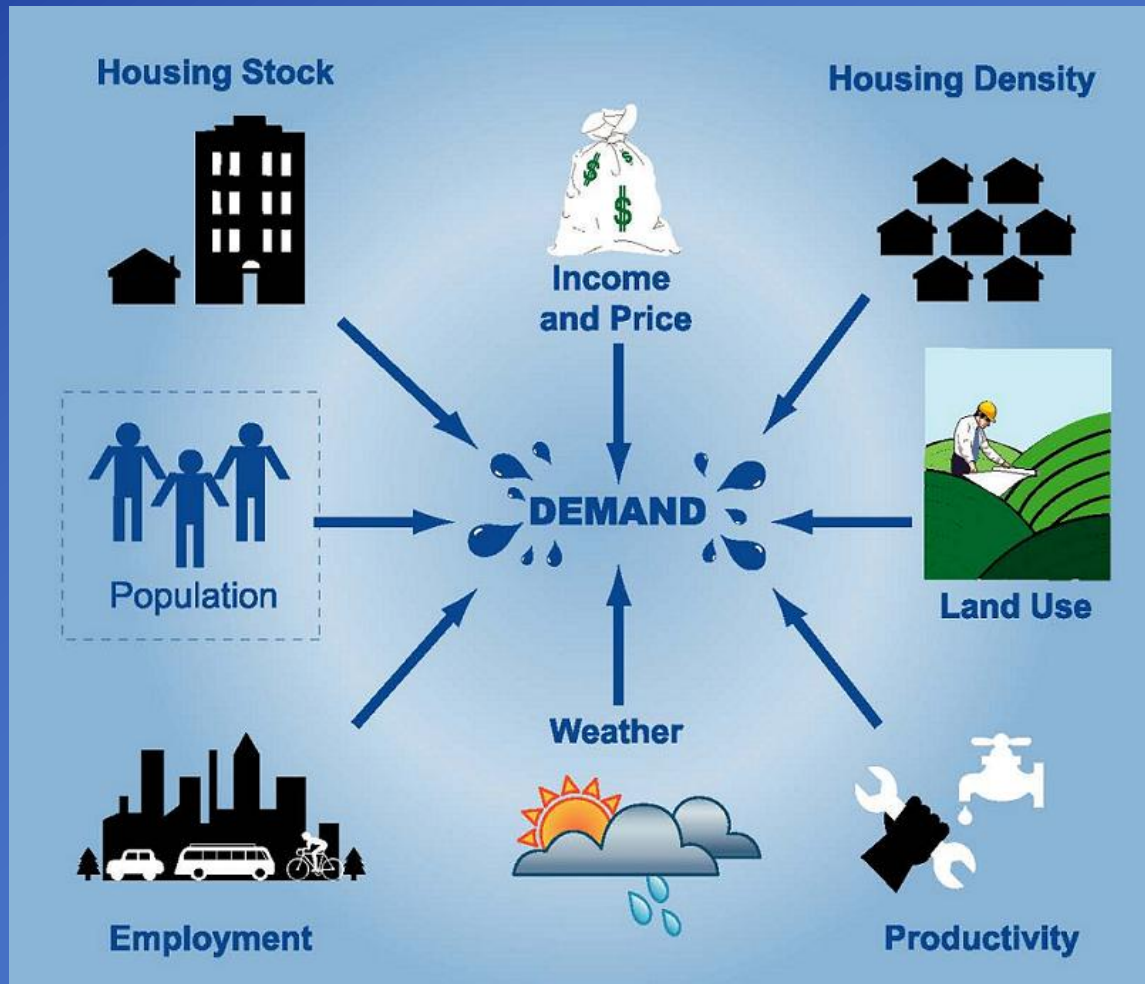 Housing Stock
Housing Density
$ $
$
Income
and Price
DEMAND
Population
Land Use
Weather
Employment
Productivity